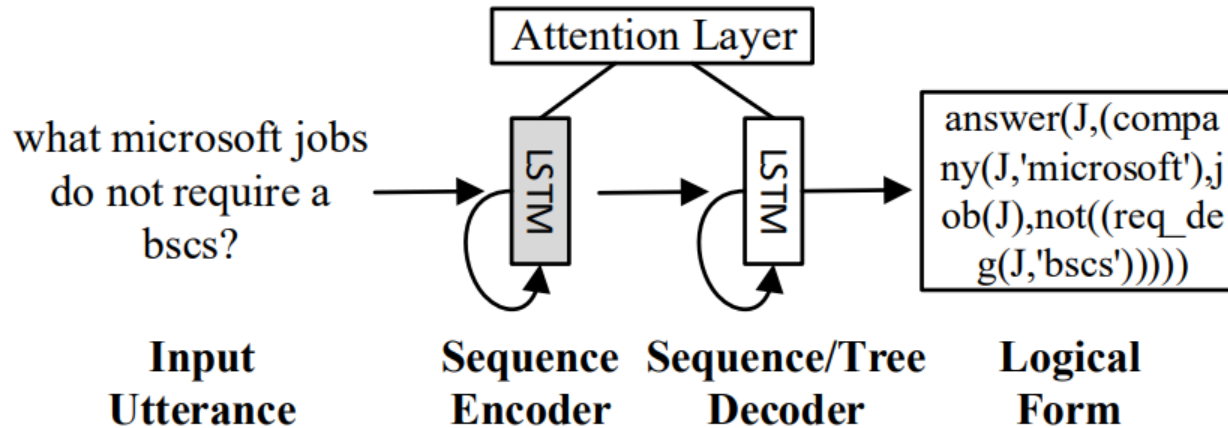 Attention Layer
what microsoft jobs
do not require a
bscs?
LSTM
LSTM
answer(J,(compa
ny(J,'microsoft'),j
ob(J),not((req_de
g(J,'bscs')))))
Input
Utterance
Sequence
Encoder
Sequence/Tree
Decoder
Logical
Form